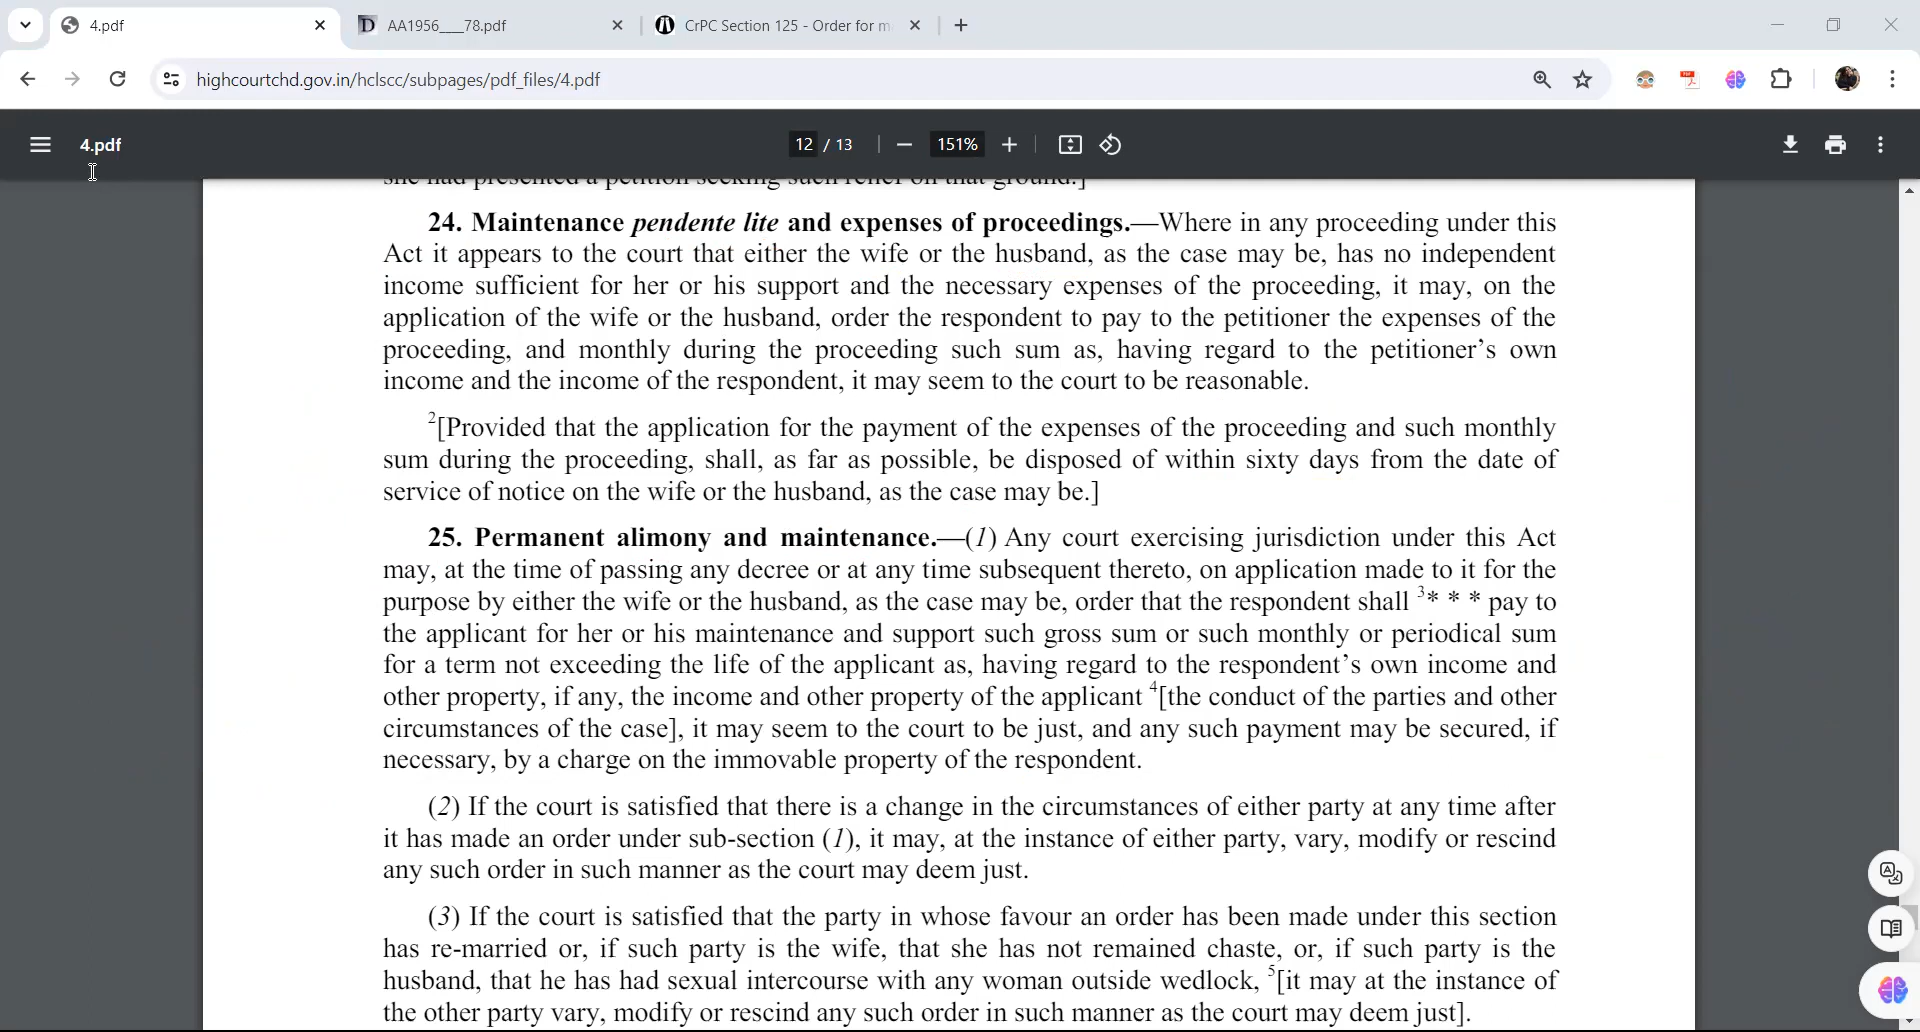 4.pdf
AA1956____78.pdf
CrPC Section 125 - Order for m
highcourtchd.gov.in/hclscc/subpages/pdf_files/4.pdf
4.pdf
12 / 13
151%
she had presented a petition seeking such relief on that ground.]
24. Maintenance pendente lite and expenses of proceedings.—Where in any proceeding under this
Act it appears to the court that either the wife or the husband, as the case may be, has no independent
income sufficient for her or his support and the necessary expenses of the proceeding, it may, on the
application of the wife or the husband, order the respondent to pay to the petitioner the expenses of the
proceeding, and monthly during the proceeding such sum as, having regard to the petitioner’s own
income and the income of the respondent, it may seem to the court to be reasonable.
2[Provided that the application for the payment of the expenses of the proceeding and such monthly
sum during the proceeding, shall, as far as possible, be disposed of within sixty days from the date of
service of notice on the wife or the husband, as the case may be.]
25. Permanent alimony and maintenance.—(1) Any court exercising jurisdiction under this Act
may, at the time of passing any decree or at any time subsequent thereto, on application made to it for the
purpose by either the wife or the husband, as the case may be, order that the respondent shall 3* * * pay to
the applicant for her or his maintenance and support such gross sum or such monthly or periodical sum
for a term not exceeding the life of the applicant as, having regard to the respondent’s own income and
other property, if any, the income and other property of the applicant 4[the conduct of the parties and other
circumstances of the case], it may seem to the court to be just, and any such payment may be secured, if
necessary, by a charge on the immovable property of the respondent.
(2) If the court is satisfied that there is a change in the circumstances of either party at any time after
it has made an order under sub-section (1), it may, at the instance of either party, vary, modify or rescind
any such order in such manner as the court may deem just.
(3) If the court is satisfied that the party in whose favour an order has been made under this section
has re-married or, if such party is the wife, that she has not remained chaste, or, if such party is the
husband, that he has had sexual intercourse with any woman outside wedlock, 5[it may at the instance of
the other party vary, modify or rescind any such order in such manner as the court may deem just].